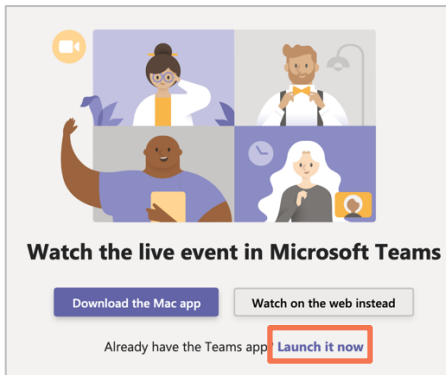 Watch the live event in Microsoft Teams
Download the Mac app
Watch on the web instead
Already have the Teams app? Launch it now